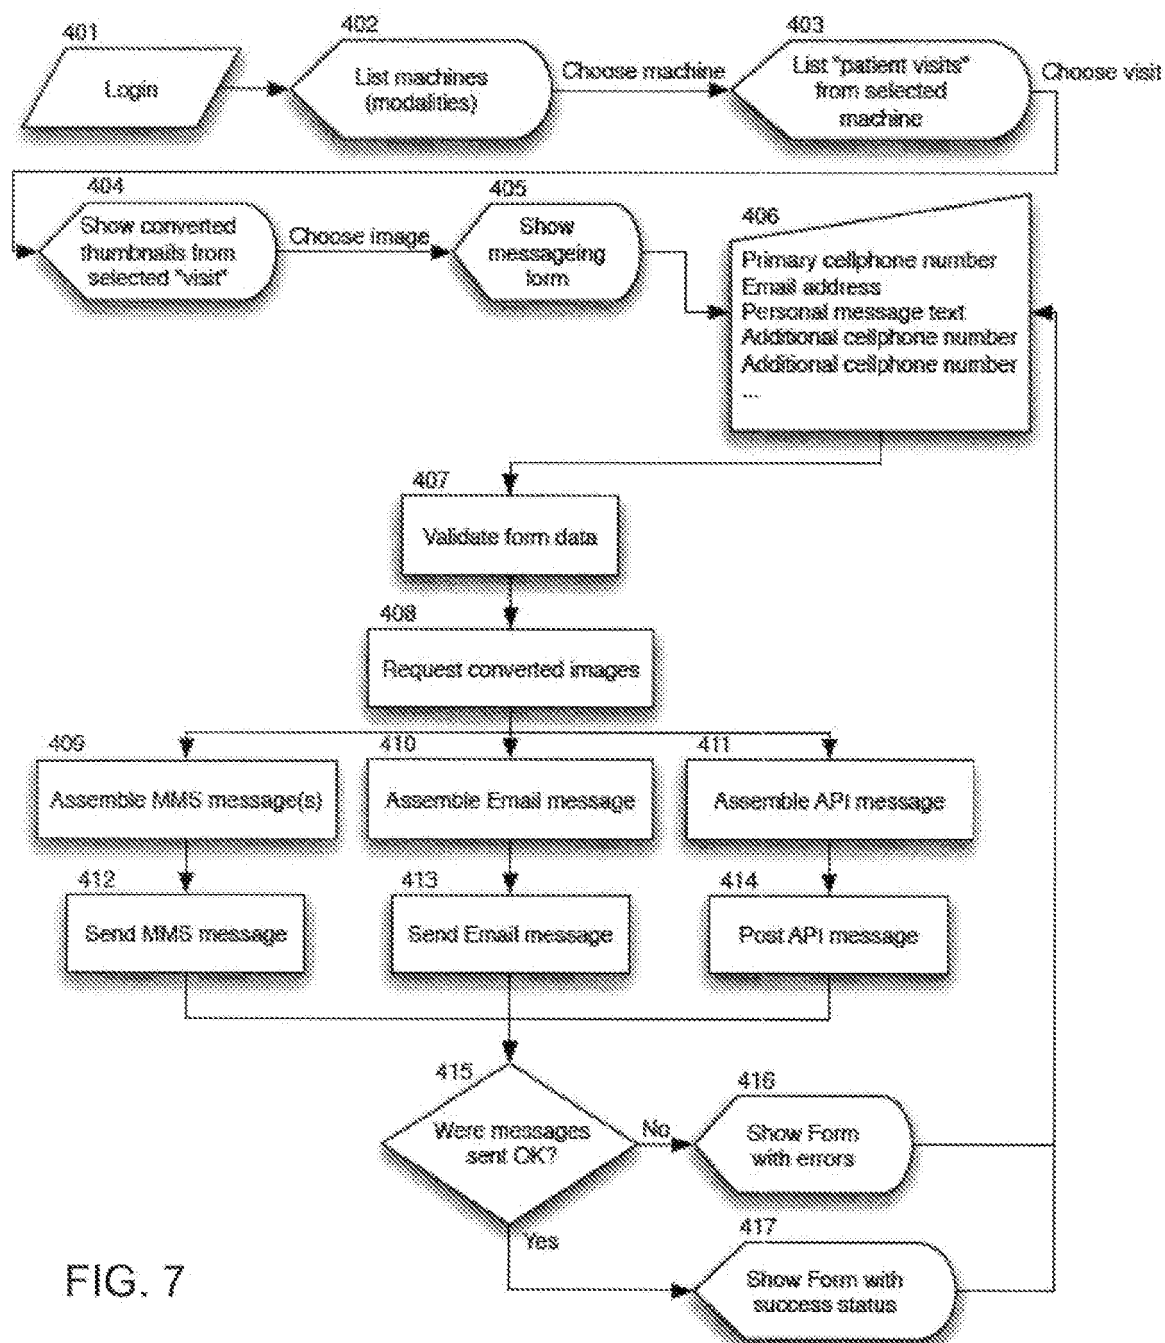 401
Login
402
List machines
(modalities)
Choose machine
403
List "patient visits"
from selected
machine
Choose visit
404
Show converted
thumbnails from
selected "visit"
Choose image
405
Show
messageing
form
406
Primary cellphone number
Email address
Personal message text
Additional cellphone number
Additional cellphone number
...
407
Validate form data
408
Request converted images
409
Assemble MMS message(s)
410
Assemble Email message
411
Assemble API message
412
Send MMS message
413
Send Email message
414
Post API message
415
Were messages
sent OK?
No
416
Show Form
with errors
Yes
417
Show Form with
success status
FIG. 7